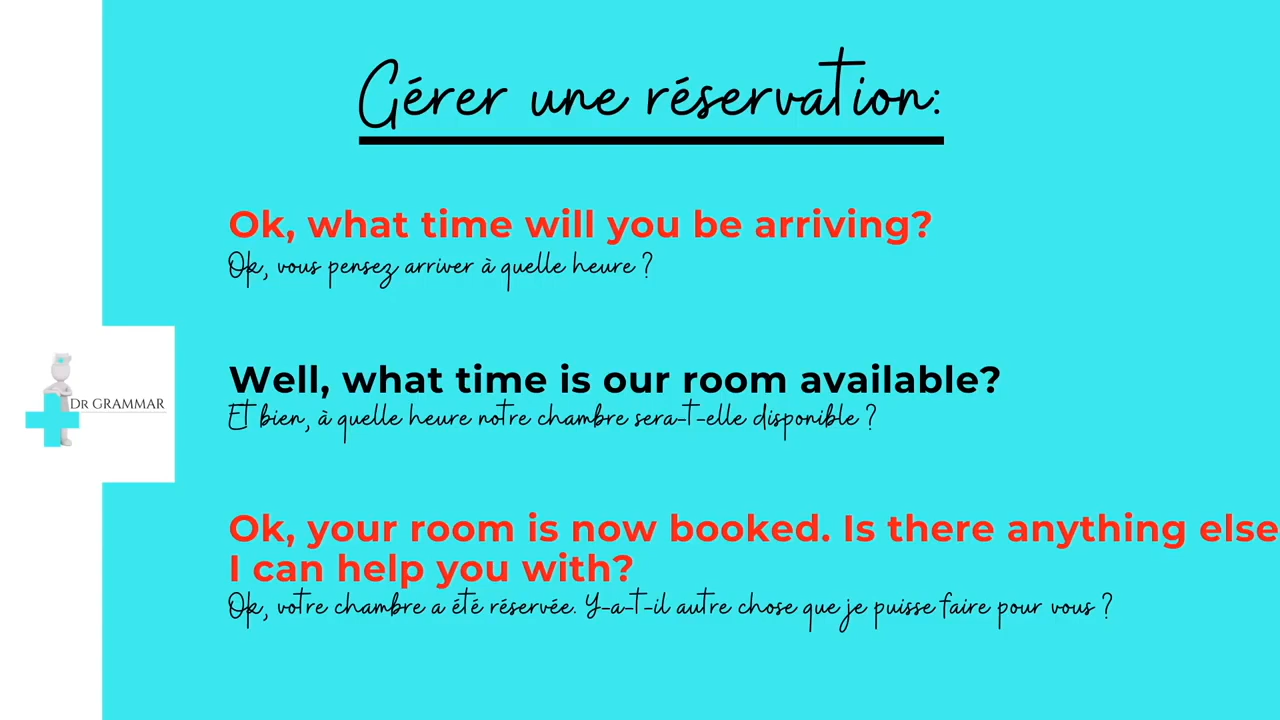 Gérer une réservation:
Ok, what time will you be arriving?
Ok, vous pensez arriver à quelle heure ?
Well, what time is our room available?
Et bien, à quelle heure notre chambre sera-t-elle disponible ?
DR GRAMMAR
Ok, your room is now booked. Is there anything else
I can help you with?
Ok, votre chambre a été réservée. Y-a-t-il autre chose que je puisse faire pour vous ?